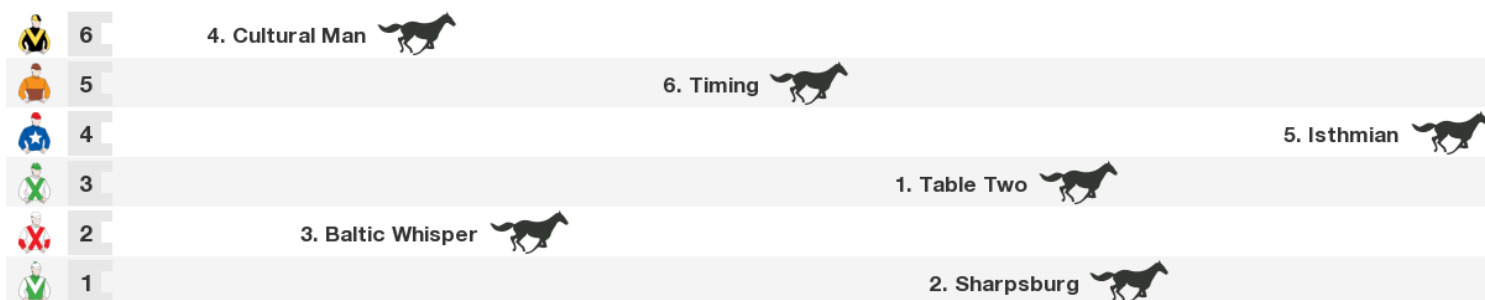 6 4. Cultural Man
5 6. Timing
4 5. Isthmian
3 1. Table Two
2 3. Baltic Whisper
1 2. Sharpsburg